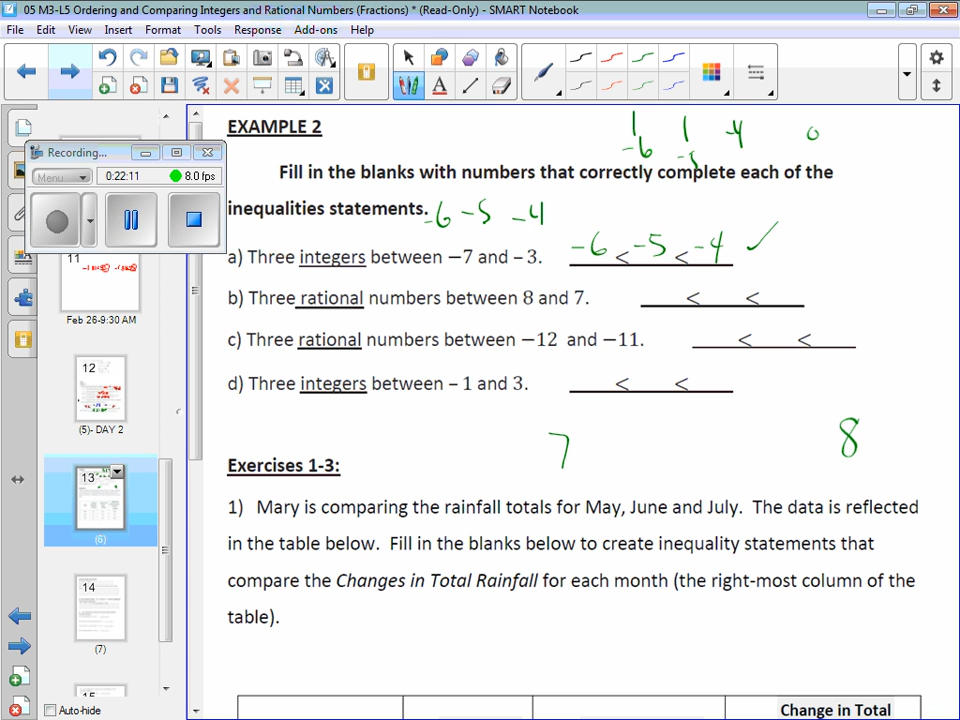 05 M3-L5 Ordering and Comparing Integers and Rational Numbers (Fractions) * (Read-Only) - SMART Notebook
File Edit View Insert Format Tools Response Add-ons Help
Recording...
Menu 0:22:11 8.0 fps
11
Feb 26-9:30 AM
12
(5)- DAY 2
13
(6)
14
(7)
15
Auto-hide
EXAMPLE 2
-6 -5 -4 0
Fill in the blanks with numbers that correctly complete each of the
inequalities statements. -6 -5 -4
a) Three integers between −7 and – 3. -6 < -5 < -4 ✓
b) Three rational numbers between 8 and 7. < <
c) Three rational numbers between −12 and −11. < <
d) Three integers between – 1 and 3. < <
7 8
Exercises 1-3:
1) Mary is comparing the rainfall totals for May, June and July. The data is reflected
in the table below. Fill in the blanks below to create inequality statements that
compare the Changes in Total Rainfall for each month (the right-most column of the
table).
Change in Total